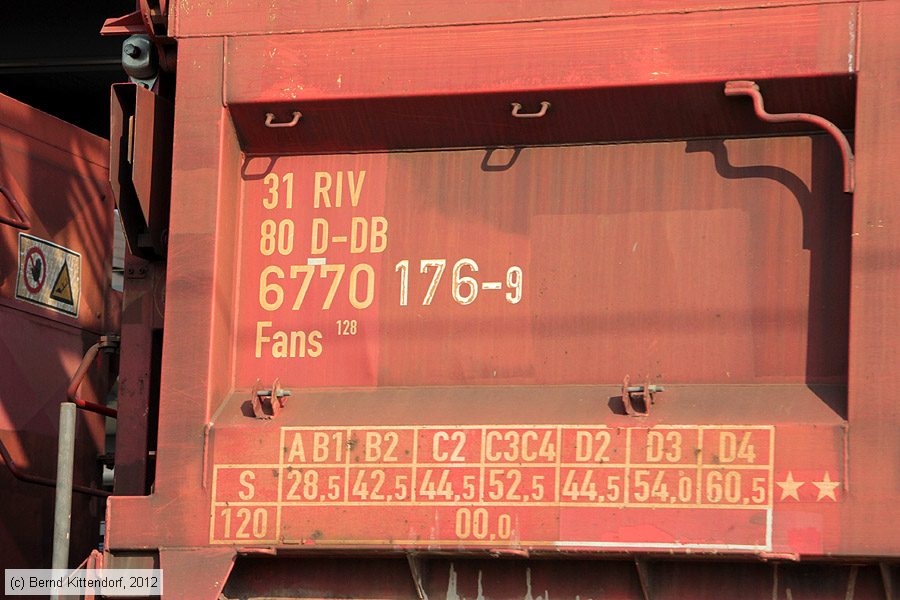 31 RIV
80 D-DB
6770 176-9
Fans 128
A B1 B2 C2 C3C4 D2 D3 D4
S 28,5 42,5 44,5 52,5 44,5 54,0 60,5 ★★
120 00,0
(c) Bernd Kittendorf, 2012